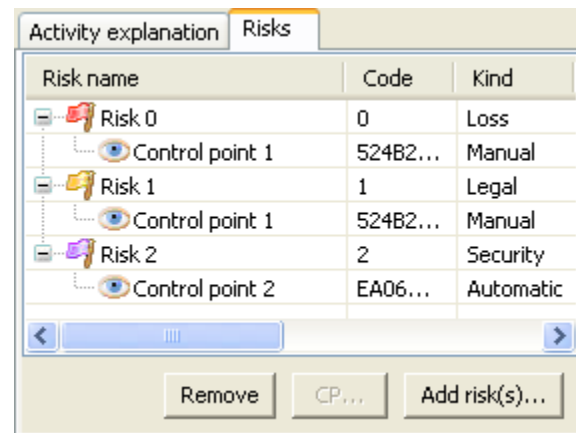 Activity explanation Risks
Risk name Code Kind
Risk 0 0 Loss
Control point 1 524B2... Manual
Risk 1 1 Legal
Control point 1 524B2... Manual
Risk 2 2 Security
Control point 2 EA06... Automatic
Remove CP... Add risk(s)...